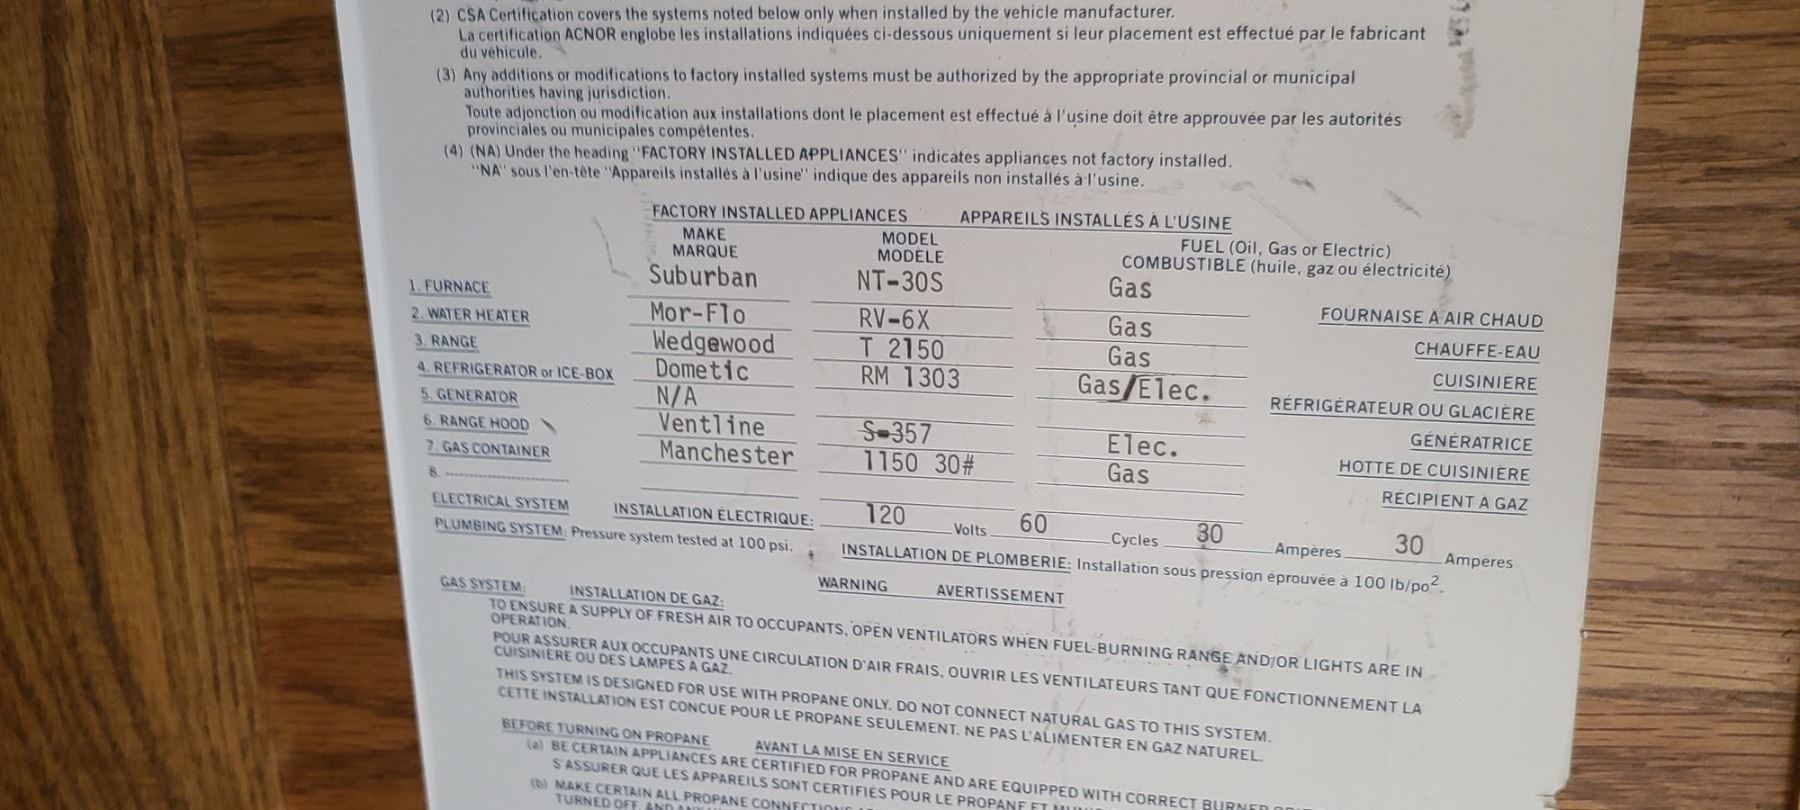 (2) CSA Certification covers the systems noted below only when installed by the vehicle manufacturer.
La certification ACNOR englobe les installations indiquées ci-dessous uniquement si leur placement est effectué par le fabricant
du véhicule.
(3) Any additions or modifications to factory installed systems must be authorized by the appropriate provincial or municipal
authorities having jurisdiction.
Toute adjonction ou modification aux installations dont le placement est effectué à l'usine doit être approuvée par les autorités
provinciales ou municipales compétentes.
(4) (NA) Under the heading "FACTORY INSTALLED APPLIANCES" indicates appliances not factory installed.
"NA" sous l'en-tête "Appareils installés à l'usine" indique des appareils non installés à l'usine.
FACTORY INSTALLED APPLIANCES APPAREILS INSTALLÉS À L'USINE
MAKE MODEL FUEL (Oil, Gas or Electric)
MARQUE MODÈLE COMBUSTIBLE (huile, gaz ou électricité)
1. FURNACE Suburban NT-30S Gas FOURNAISE À AIR CHAUD
2. WATER HEATER Mor-Flo RV-6X Gas CHAUFFE-EAU
3. RANGE Wedgewood T 2150 Gas CUISINIÈRE
4. REFRIGERATOR or ICE-BOX Dometic RM 1303 Gas/Elec. RÉFRIGÉRATEUR OU GLACIÈRE
5. GENERATOR N/A GÉNÉRATRICE
6. RANGE HOOD Ventline S-357 Elec. HOTTE DE CUISINIÈRE
7. GAS CONTAINER Manchester 1150 30# Gas RÉCIPIENT À GAZ
8.
ELECTRICAL SYSTEM INSTALLATION ÉLECTRIQUE: 120 Volts 60 Cycles 30 Ampères 30 Ampères
PLUMBING SYSTEM: Pressure system tested at 100 psi. INSTALLATION DE PLOMBERIE: Installation sous pression éprouvée à 100 lb/po2.
GAS SYSTEM: INSTALLATION DE GAZ: WARNING AVERTISSEMENT
TO ENSURE A SUPPLY OF FRESH AIR TO OCCUPANTS, OPEN VENTILATORS WHEN FUEL-BURNING RANGE AND/OR LIGHTS ARE IN
OPERATION.
POUR ASSURER AUX OCCUPANTS UNE CIRCULATION D'AIR FRAIS, OUVRIR LES VENTILATEURS TANT QUE FONCTIONNEMENT LA
CUISINIÈRE OU DES LAMPES À GAZ.
THIS SYSTEM IS DESIGNED FOR USE WITH PROPANE ONLY. DO NOT CONNECT NATURAL GAS TO THIS SYSTEM.
CETTE INSTALLATION EST CONCUE POUR LE PROPANE SEULEMENT. NE PAS L'ALIMENTER EN GAZ NATUREL.
BEFORE TURNING ON PROPANE AVANT LA MISE EN SERVICE
(a) BE CERTAIN APPLIANCES ARE CERTIFIED FOR PROPANE AND ARE EQUIPPED WITH CORRECT BURNER
S'ASSURER QUE LES APPAREILS SONT CERTIFIÉS POUR LE PROPANE ET
(b) MAKE CERTAIN ALL PROPANE CONNECTIONS
TURNED OFF, AND